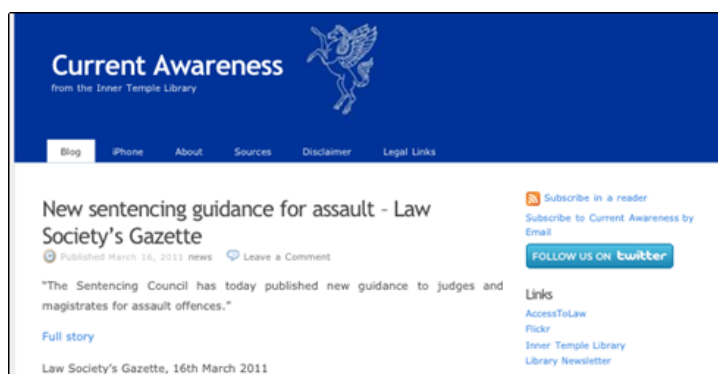 Current Awareness
from the Inner Temple Library
Blog iPhone About Sources Disclaimer Legal Links
New sentencing guidance for assault – Law
Society's Gazette
Published March 16, 2011 news Leave a Comment
"The Sentencing Council has today published new guidance to judges and
magistrates for assault offences."
Full story
Law Society's Gazette, 16th March 2011
Subscribe in a reader
Subscribe to Current Awareness by
Email
FOLLOW US ON twitter
Links
AccessToLaw
Flickr
Inner Temple Library
Library Newsletter